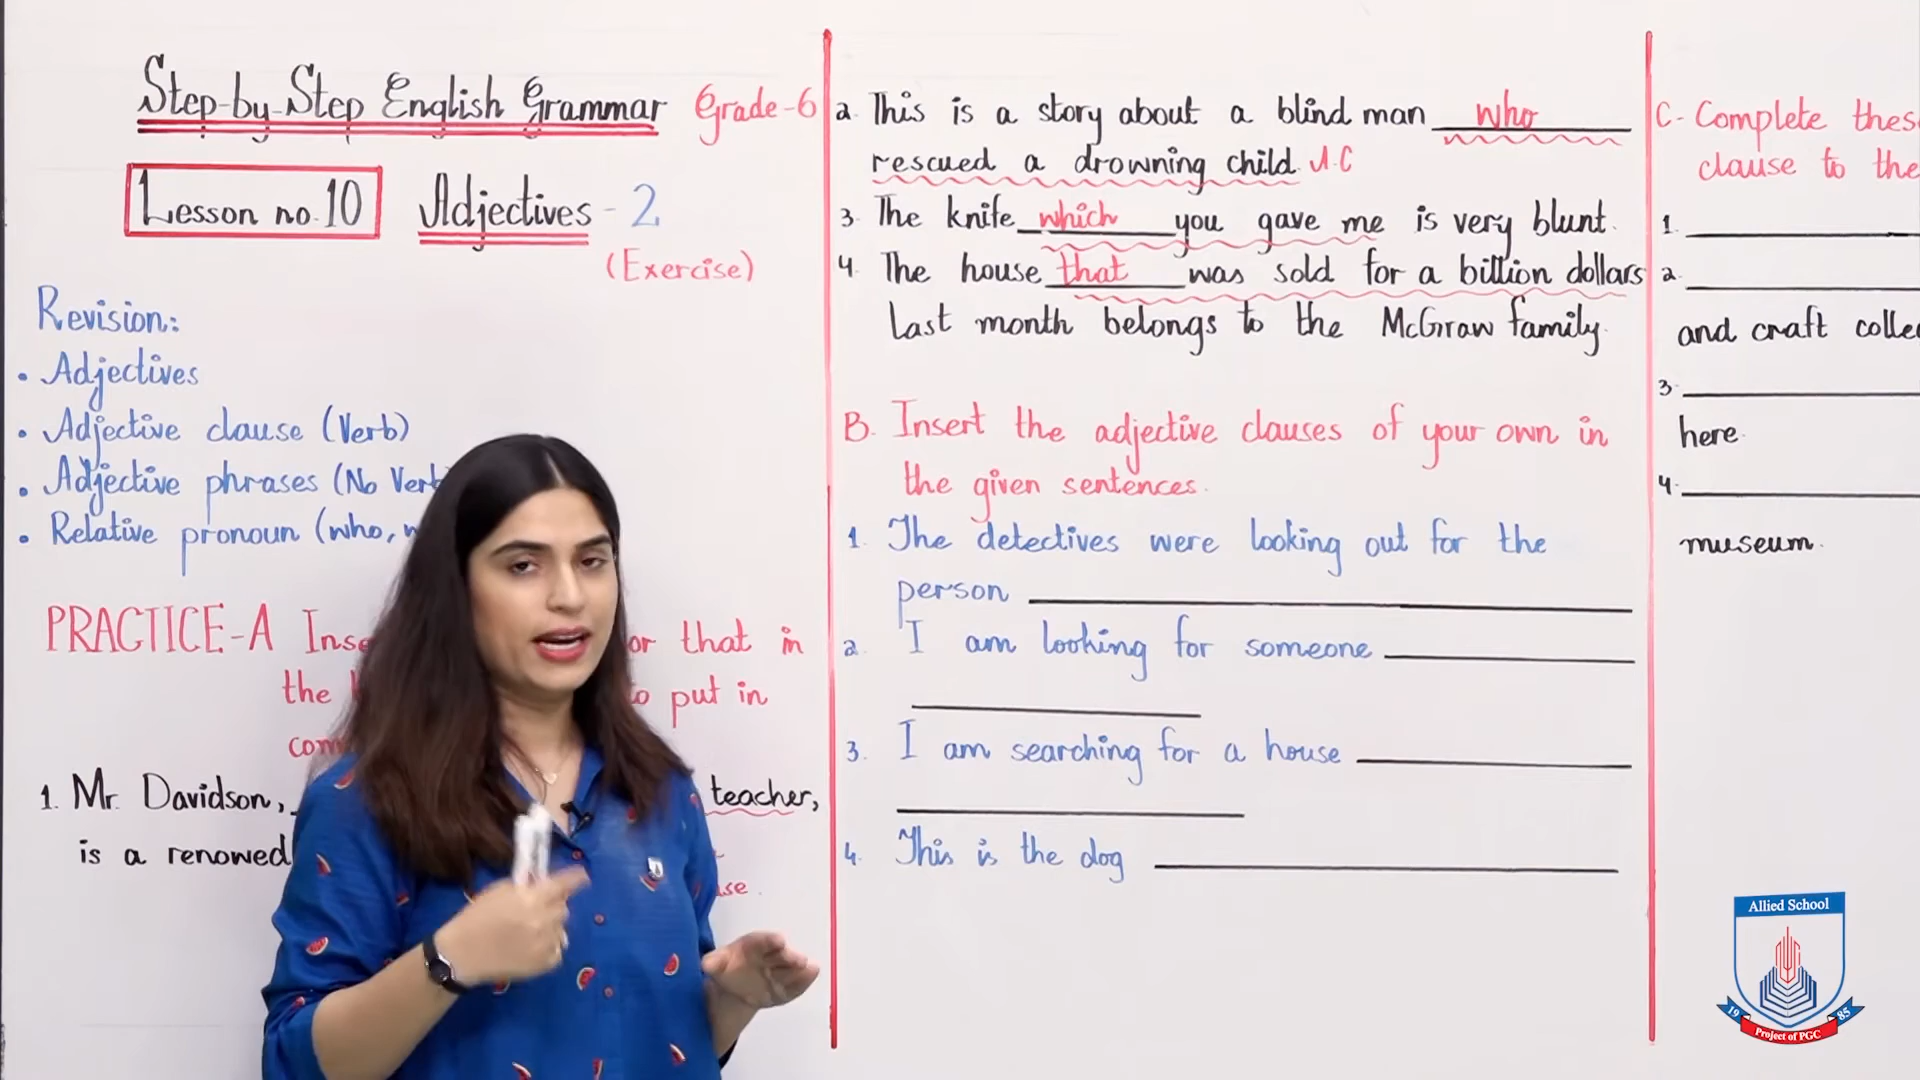 Step-by-Step English Grammar Grade-6
Lesson no. 10 Adjectives - 2
(Exercise)
Revision:
• Adjectives
• Adjective clause (Verb)
• Adjective phrases (No Verb
• Relative pronoun (who,
PRACTICE-A Inse or that in
the to put in
com
1. Mr. Davidson, teacher,
is a renowed
se.
2. This is a story about a blind man who
rescued a drowning child. A.C
3. The knife which you gave me is very blunt.
4. The house that was sold for a billion dollars
last month belongs to the McGraw family.
B. Insert the adjective clauses of your own in
the given sentences.
1. The detectives were looking out for the
person
2. I am looking for someone
3. I am searching for a house
4. This is the dog
C- Complete thes
clause to the
1.
2.
and craft colle
3.
here.
4.
museum.
Allied School
19 85
Project of PGC